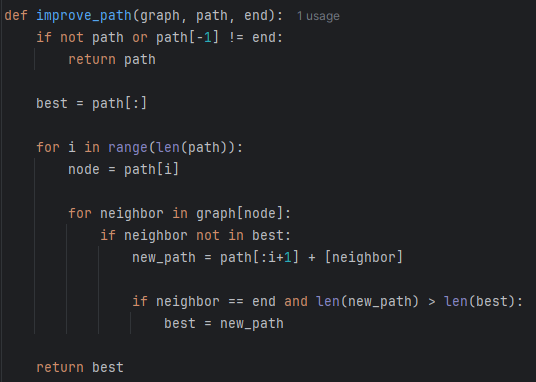 def improve_path(graph, path, end): 1 usage
    if not path or path[-1] != end:
        return path

    best = path[:]

    for i in range(len(path)):
        node = path[i]

        for neighbor in graph[node]:
            if neighbor not in best:
                new_path = path[:i+1] + [neighbor]

                if neighbor == end and len(new_path) > len(best):
                    best = new_path

    return best